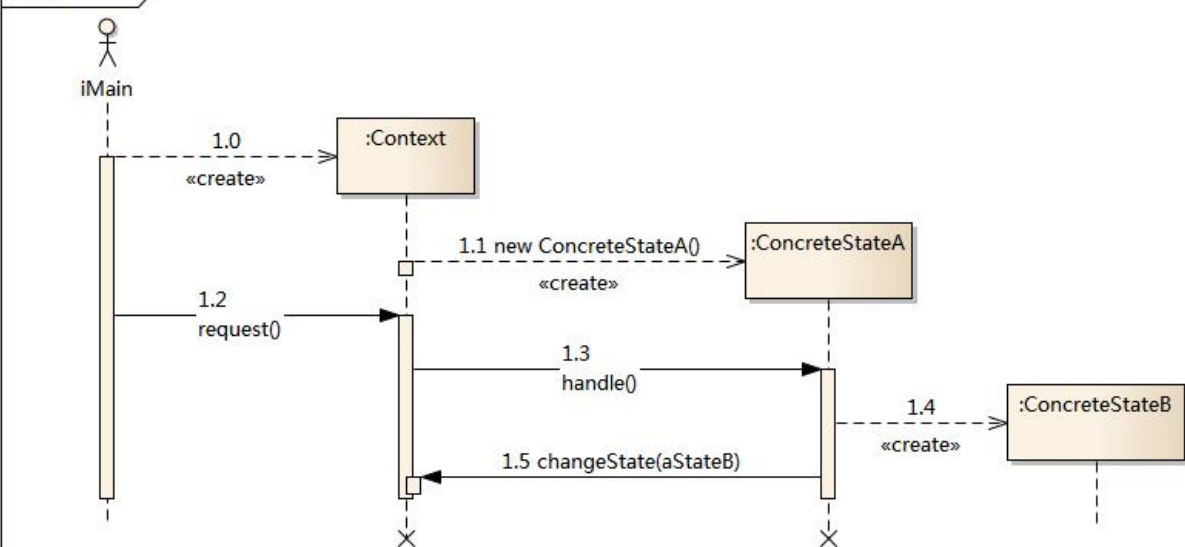 iMain
1.0
«create»
:Context
1.1 new ConcreteStateA()
«create»
:ConcreteStateA
1.2
request()
1.3
handle()
1.4
«create»
:ConcreteStateB
1.5 changeState(aStateB)